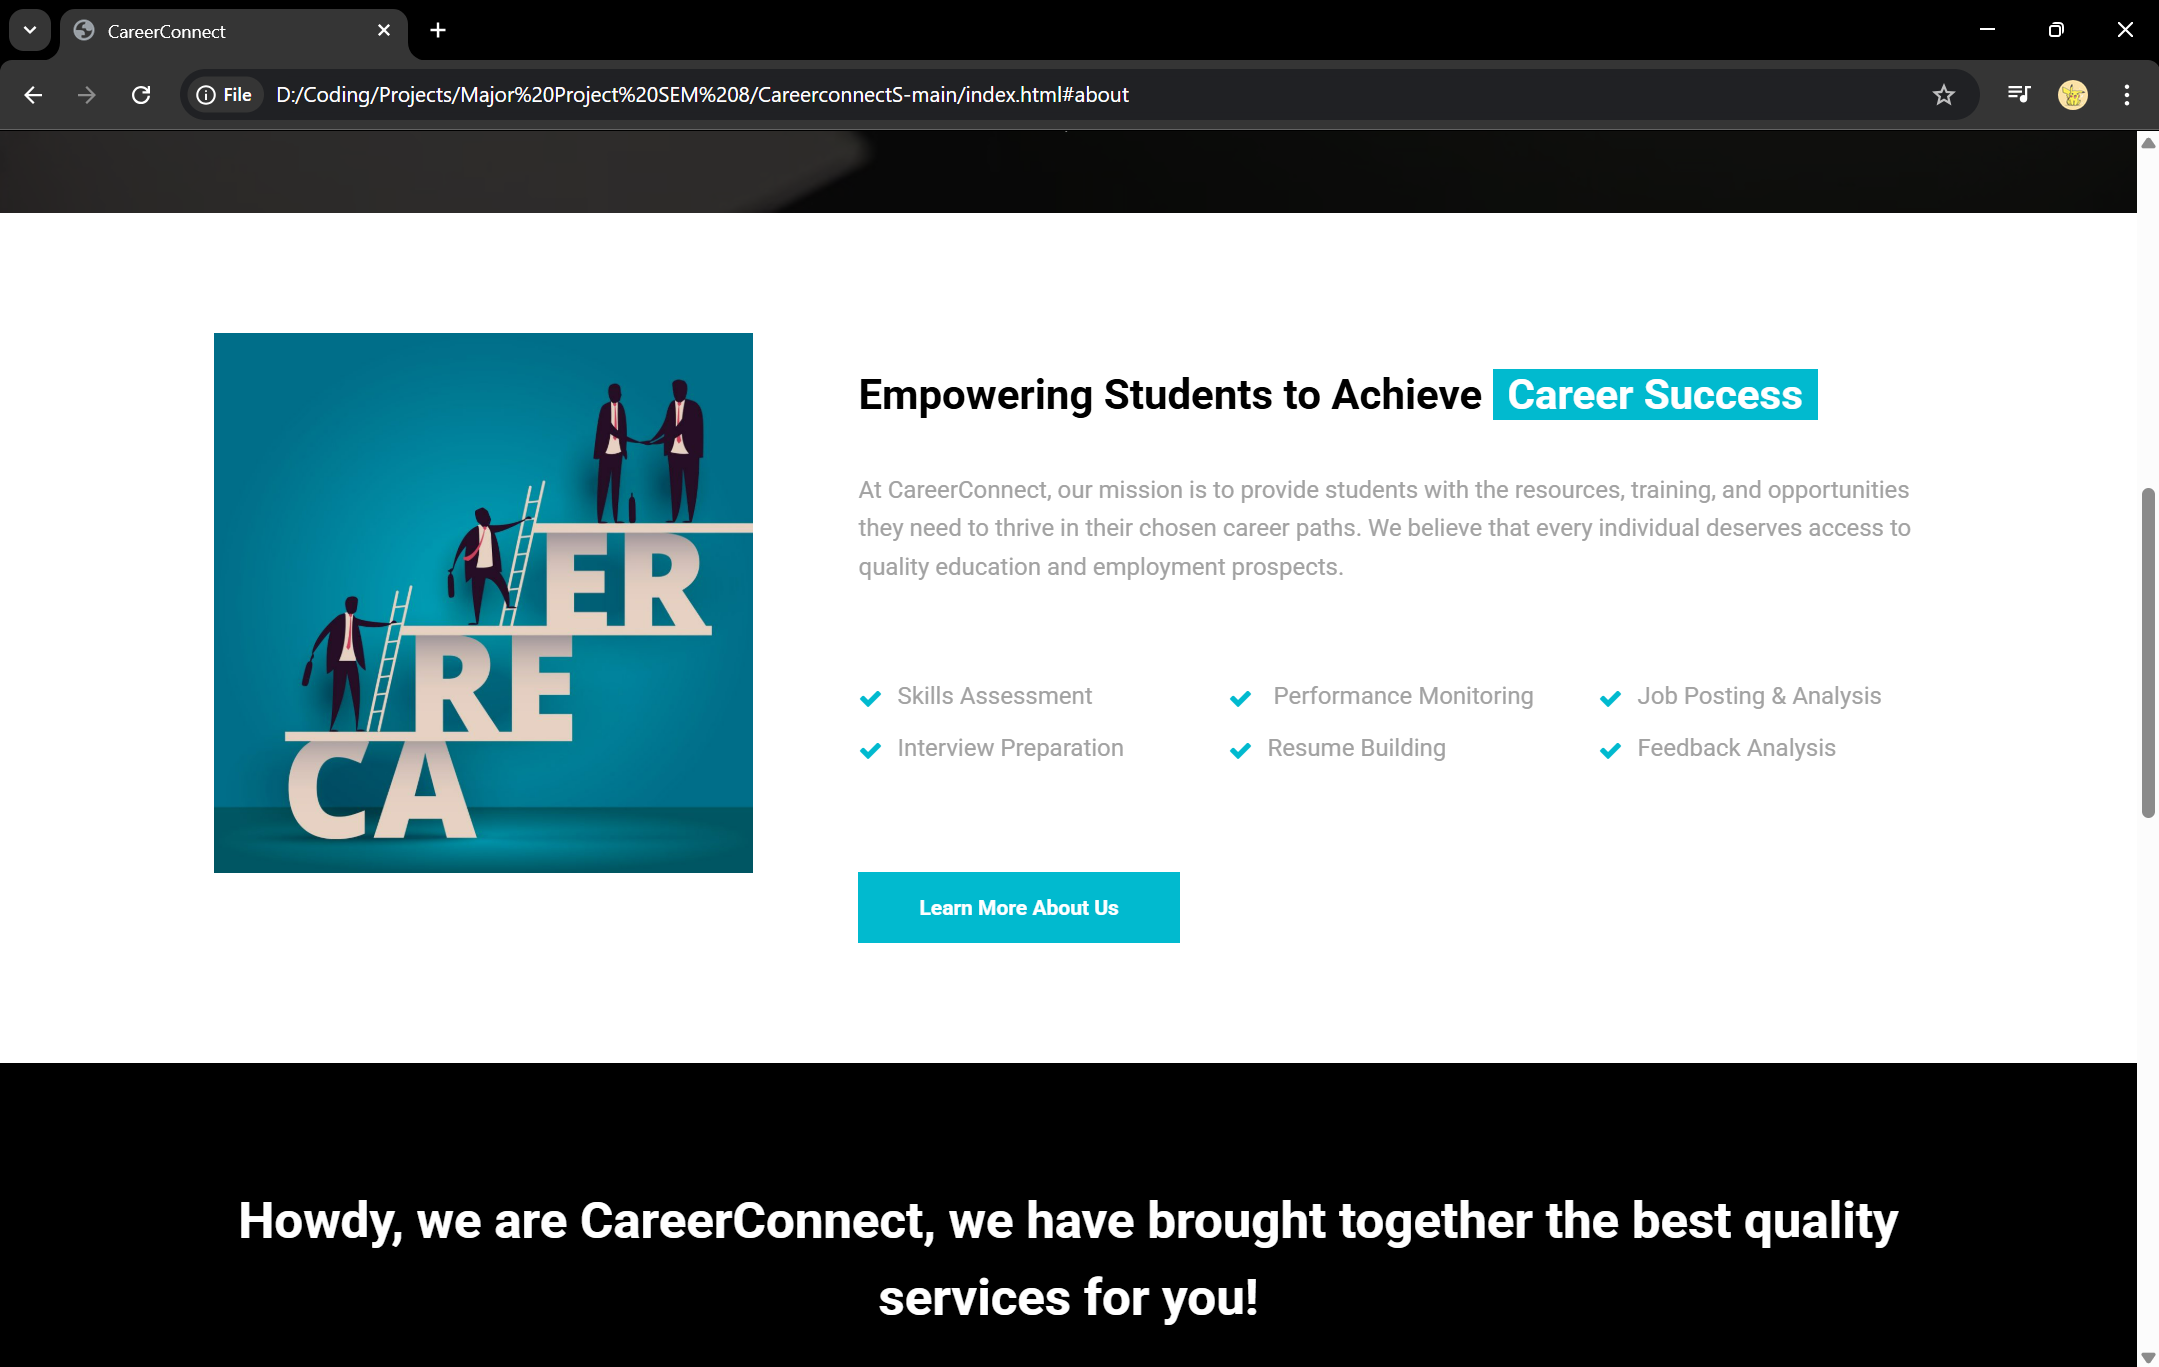 CareerConnect
File
D:/Coding/Projects/Major%20Project%20SEM%208/CareerconnectS-main/index.html#about
ER
RE
CA
Empowering Students to Achieve Career Success
At CareerConnect, our mission is to provide students with the resources, training, and opportunities
they need to thrive in their chosen career paths. We believe that every individual deserves access to
quality education and employment prospects.
Skills Assessment Performance Monitoring Job Posting & Analysis
Interview Preparation Resume Building Feedback Analysis
Learn More About Us
Howdy, we are CareerConnect, we have brought together the best quality
services for you!